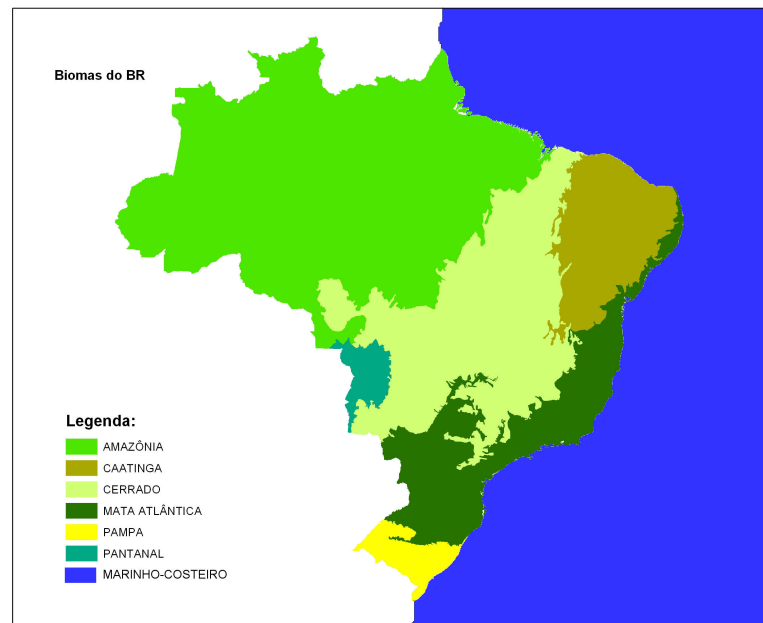 Biomas do BR
Legenda:
AMAZÔNIA
CAATINGA
CERRADO
MATA ATLÂNTICA
PAMPA
PANTANAL
MARINHO-COSTEIRO